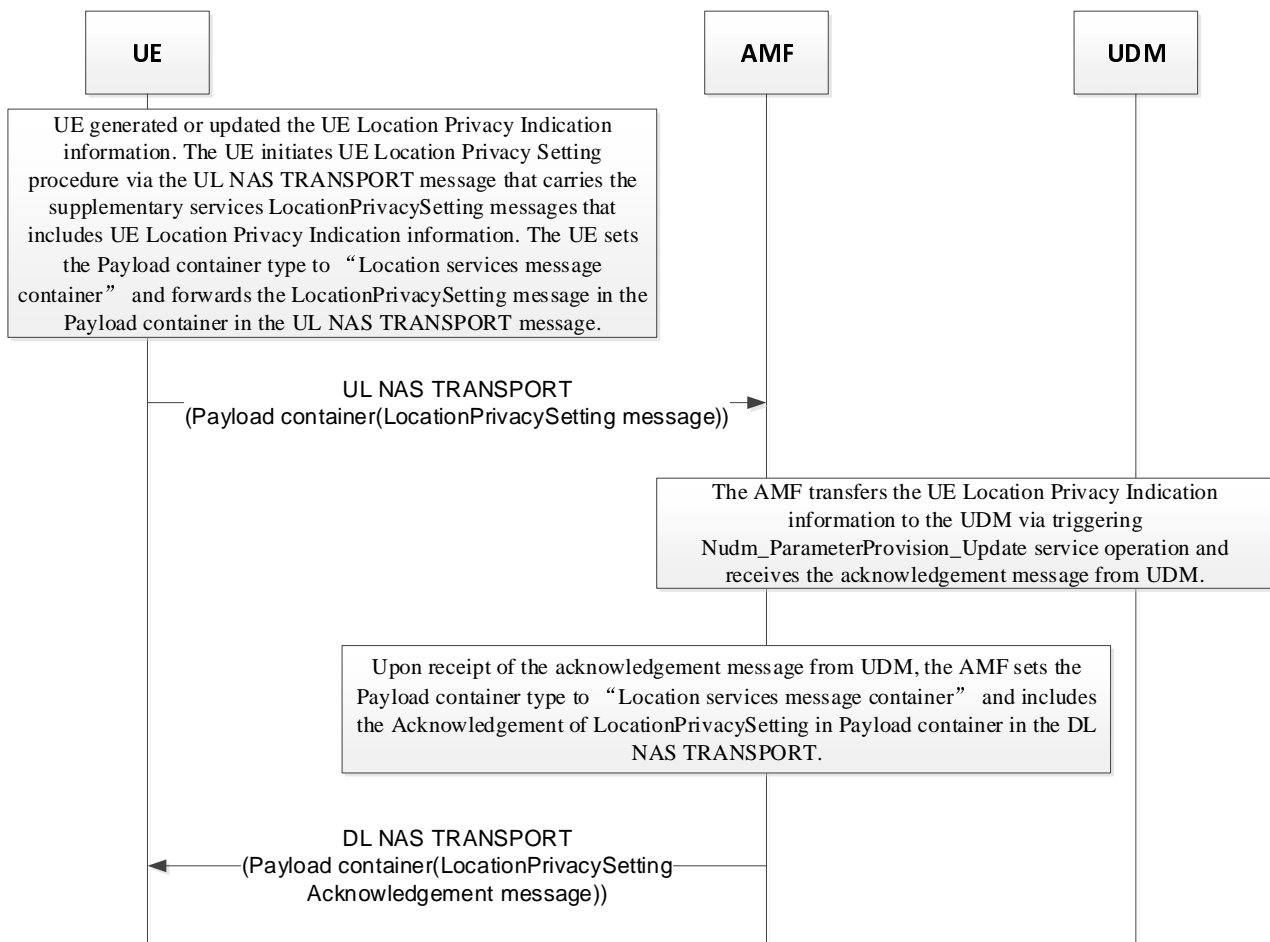 UE
AMF
UDM
UE generated or updated the UE Location Privacy Indication
information. The UE initiates UE Location Privacy Setting
procedure via the UL NAS TRANSPORT message that carries the
supplementary services LocationPrivacySetting messages that
includes UE Location Privacy Indication information. The UE sets
the Payload container type to “Location services message
container” and forwards the LocationPrivacySetting message in the
Payload container in the UL NAS TRANSPORT message.
UL NAS TRANSPORT
(Payload container(LocationPrivacySetting message))
The AMF transfers the UE Location Privacy Indication
information to the UDM via triggering
Nudm_ParameterProvision_Update service operation and
receives the acknowledgement message from UDM.
Upon receipt of the acknowledgement message from UDM, the AMF sets the
Payload container type to “Location services message container” and includes
the Acknowledgement of LocationPrivacySetting in Payload container in the DL
NAS TRANSPORT.
DL NAS TRANSPORT
(Payload container(LocationPrivacySetting
Acknowledgement message))